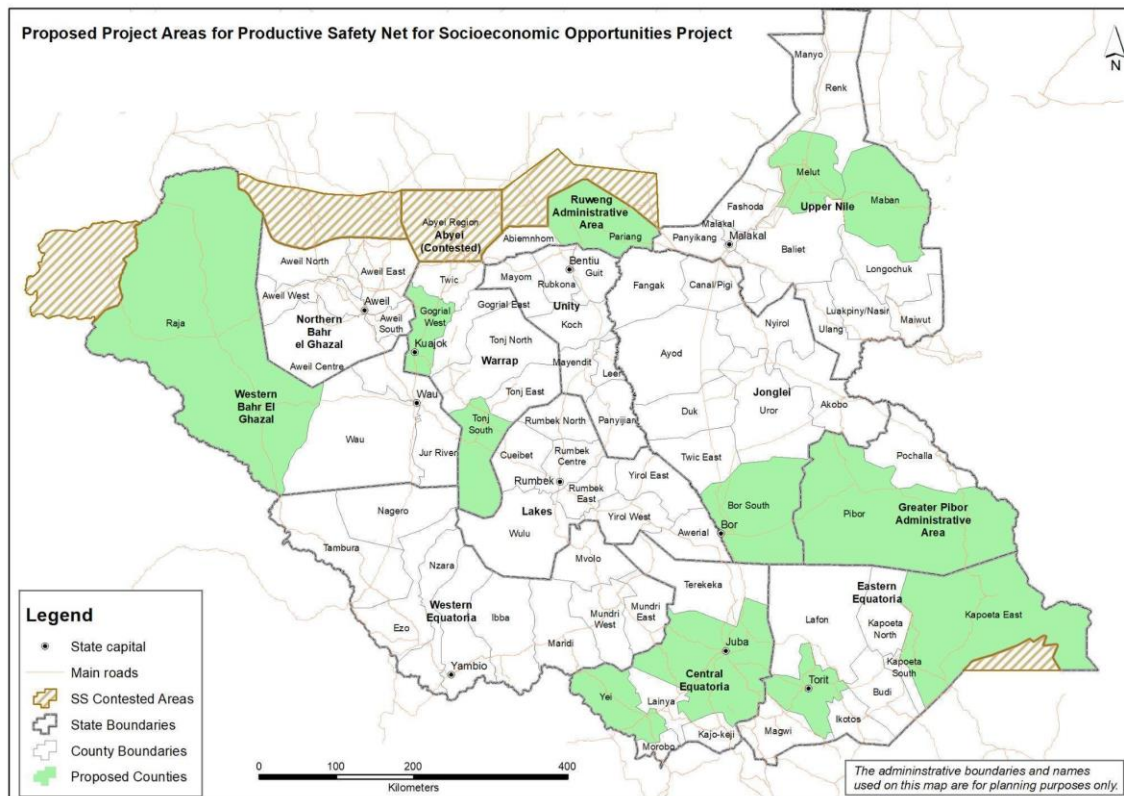 Proposed Project Areas for Productive Safety Net for Socioeconomic Opportunities Project
N
Manyo
Renk
Melut
Maban
Upper Nile
Fashoda
Malakal
Malakal
Panyikang
Baliet
Longochuk
Luakpiny/Nasir
Maiwut
Ulang
Ruweng
Administrative
Area
Pariang
Abyei Region
Abyei
(Contested)
Abiemnhom
Aweil North
Aweil East
Aweil West
Aweil
Aweil
South
Northern
Bahr
el Ghazal
Aweil Centre
Twic
Gogrial
West
Kuajok
Gogrial East
Mayom
Bentiu
Guit
Rubkona
Unity
Koch
Tonj North
Warrap
Mayendit
Leer
Tonj East
Panyijian
Fangak
Canal/Pigi
Nyirol
Ayod
Jonglei
Uror
Akobo
Duk
Twic East
Pochalla
Raja
Western
Bahr El
Ghazal
Wau
Wau
Jur River
Tonj
South
Rumbek North
Cueibet
Rumbek
Centre
Rumbek
Rumbek
East
Lakes
Wulu
Yirol East
Yirol West
Awerial
Bor South
Bor
Pibor
Greater Pibor
Administrative
Area
Nagero
Tambura
Nzara
Western
Equatoria
Ezo
Ibba
Yambio
Maridi
Mvolo
Mundri
West
Mundri
East
Terekeka
Juba
Central
Equatoria
Yei
Lainya
Morobo
Kajo-keji
Eastern
Equatoria
Lafon
Kapoeta
North
Kapoeta East
Kapoeta
South
Torit
Budi
Ikotos
Magwi
Legend
State capital
Main roads
SS Contested Areas
State Boundaries
County Boundaries
Proposed Counties
0 100 200 400
Kilometers
The admininstrative boundaries and names
used on this map are for planning purposes only.